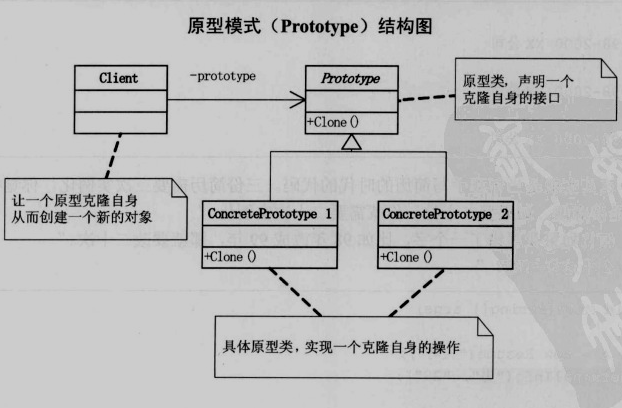 原型模式（Prototype）结构图
Client
-prototype
Prototype
+Clone()
原型类，声明一个
克隆自身的接口
让一个原型克隆自身
从而创建一个新的对象
ConcretePrototype 1
+Clone()
ConcretePrototype 2
+Clone()
具体原型类，实现一个克隆自身的操作